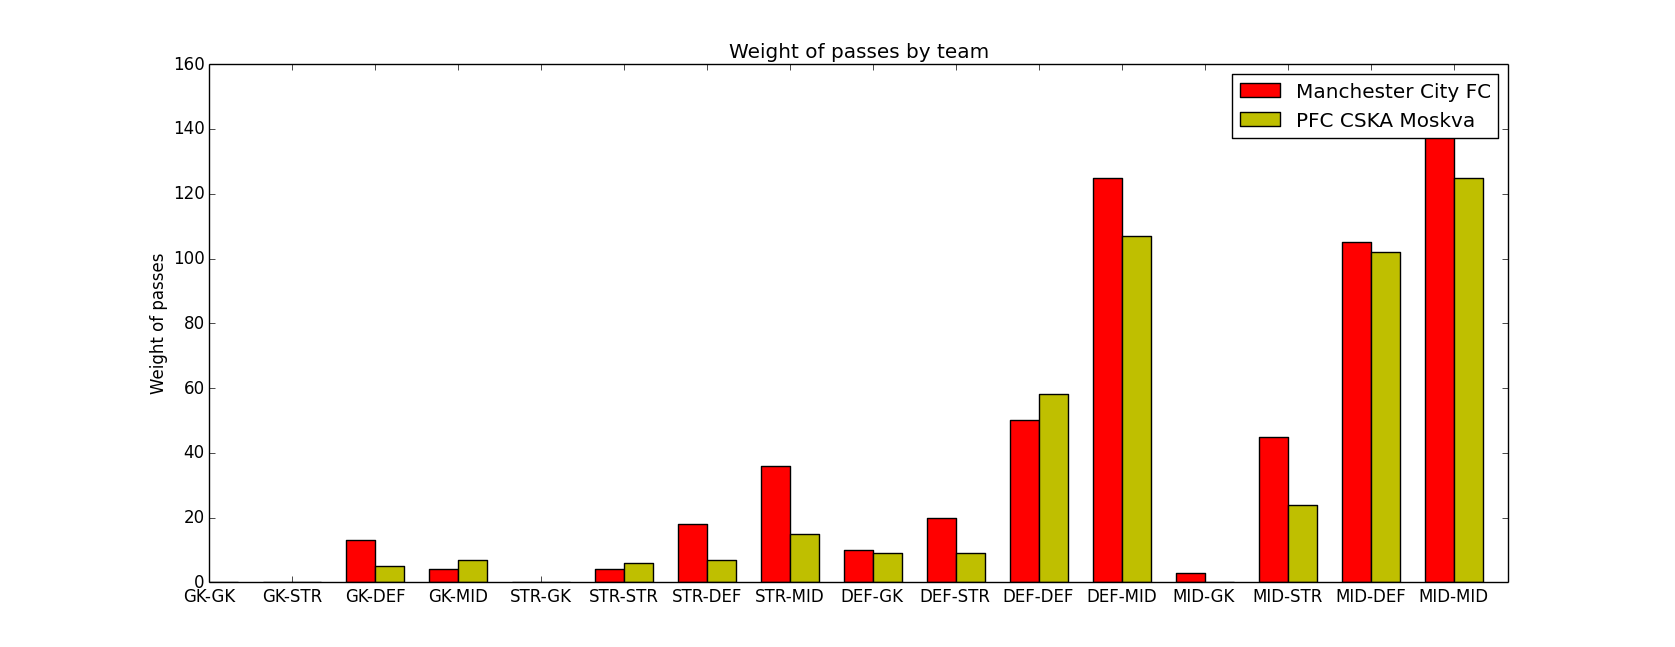 Weight of passes by team
Manchester City FC
PFC CSKA Moskva
Weight of passes
160
140
120
100
80
60
40
20
0
GK-GK GK-STR GK-DEF GK-MID STR-GK STR-STR STR-DEF STR-MID DEF-GK DEF-STR DEF-DEF DEF-MID MID-GK MID-STR MID-DEF MID-MID